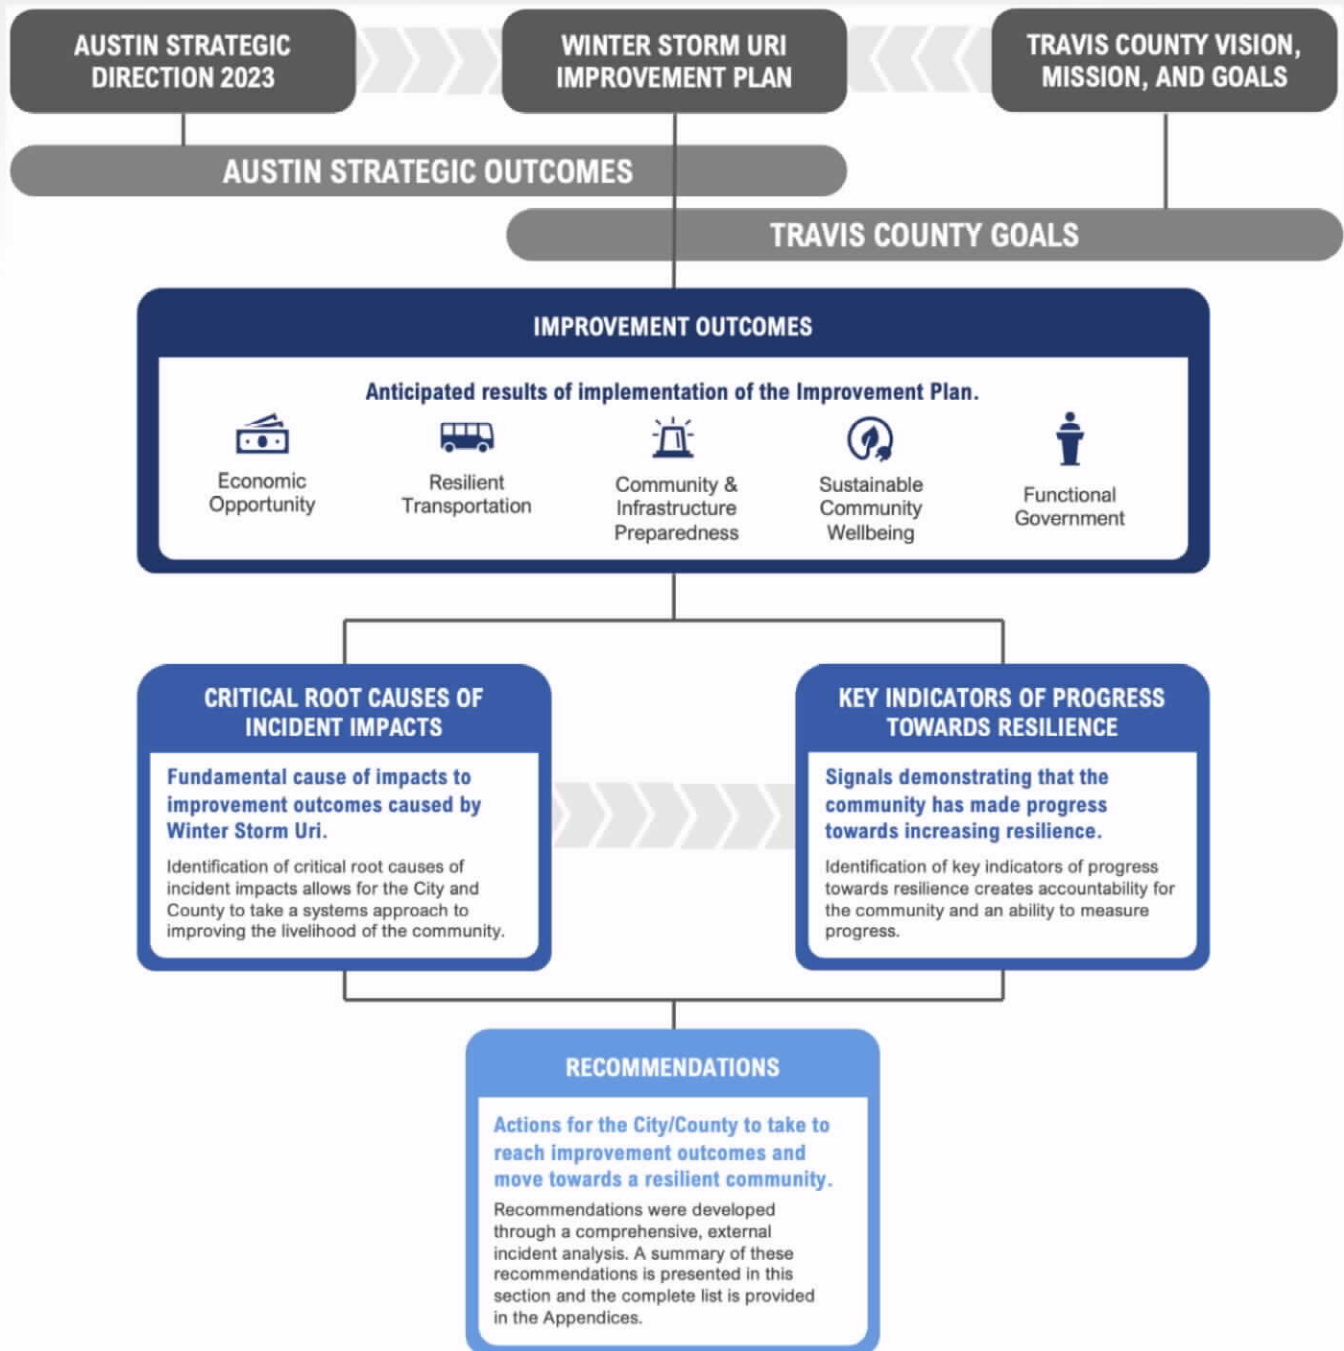 AUSTIN STRATEGIC
DIRECTION 2023
WINTER STORM URI
IMPROVEMENT PLAN
TRAVIS COUNTY VISION,
MISSION, AND GOALS
AUSTIN STRATEGIC OUTCOMES
TRAVIS COUNTY GOALS
IMPROVEMENT OUTCOMES
Anticipated results of implementation of the Improvement Plan.
Economic
Opportunity
Resilient
Transportation
Community &
Infrastructure
Preparedness
Sustainable
Community
Wellbeing
Functional
Government
CRITICAL ROOT CAUSES OF
INCIDENT IMPACTS
Fundamental cause of impacts to
improvement outcomes caused by
Winter Storm Uri.
Identification of critical root causes of
incident impacts allows for the City and
County to take a systems approach to
improving the livelihood of the community.
KEY INDICATORS OF PROGRESS
TOWARDS RESILIENCE
Signals demonstrating that the
community has made progress
towards increasing resilience.
Identification of key indicators of progress
towards resilience creates accountability for
the community and an ability to measure
progress.
RECOMMENDATIONS
Actions for the City/County to take to
reach improvement outcomes and
move towards a resilient community.
Recommendations were developed
through a comprehensive, external
incident analysis. A summary of these
recommendations is presented in this
section and the complete list is provided
in the Appendices.